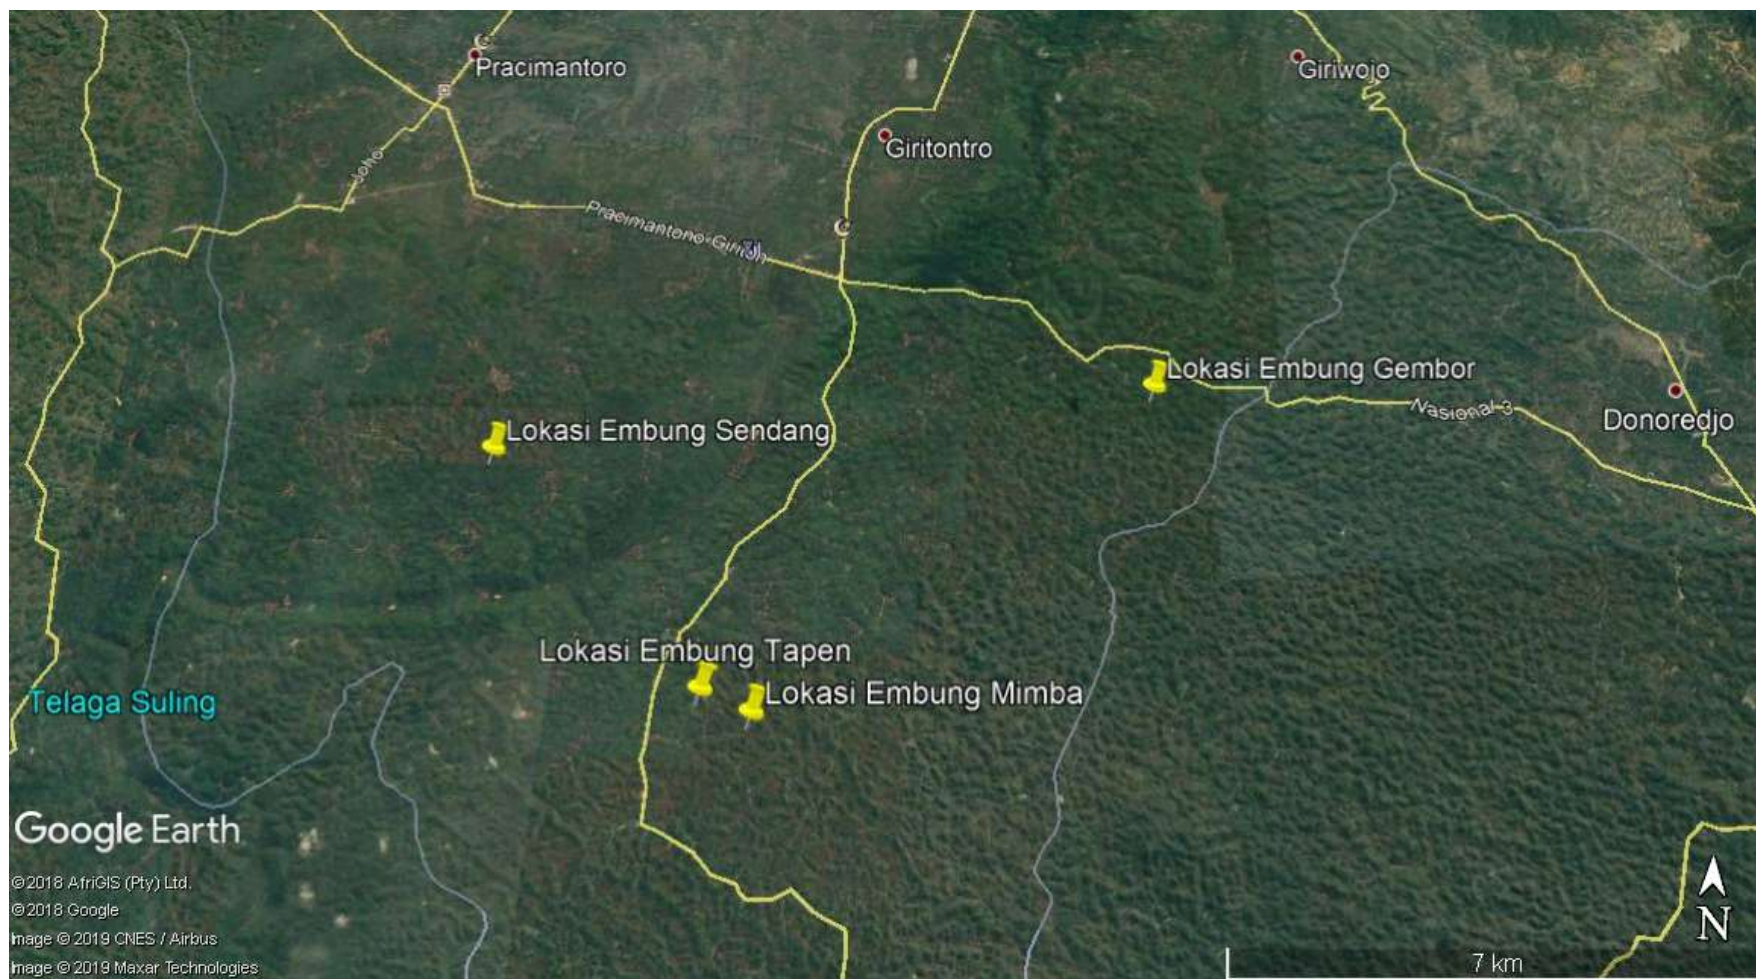 Pracimantoro
Giriwojo
Giritontro
Joho
Pracimantono-Giriton
Lokasi Embung Gembor
Nasional 3
Donoredjo
Lokasi Embung Sendang
Lokasi Embung Tapen
Lokasi Embung Mimba
Telaga Suling
Google Earth
©2018 AfriGIS (Pty) Ltd.
©2018 Google
Image © 2019 CNES / Airbus
Image © 2019 Maxar Technologies
N
7 km